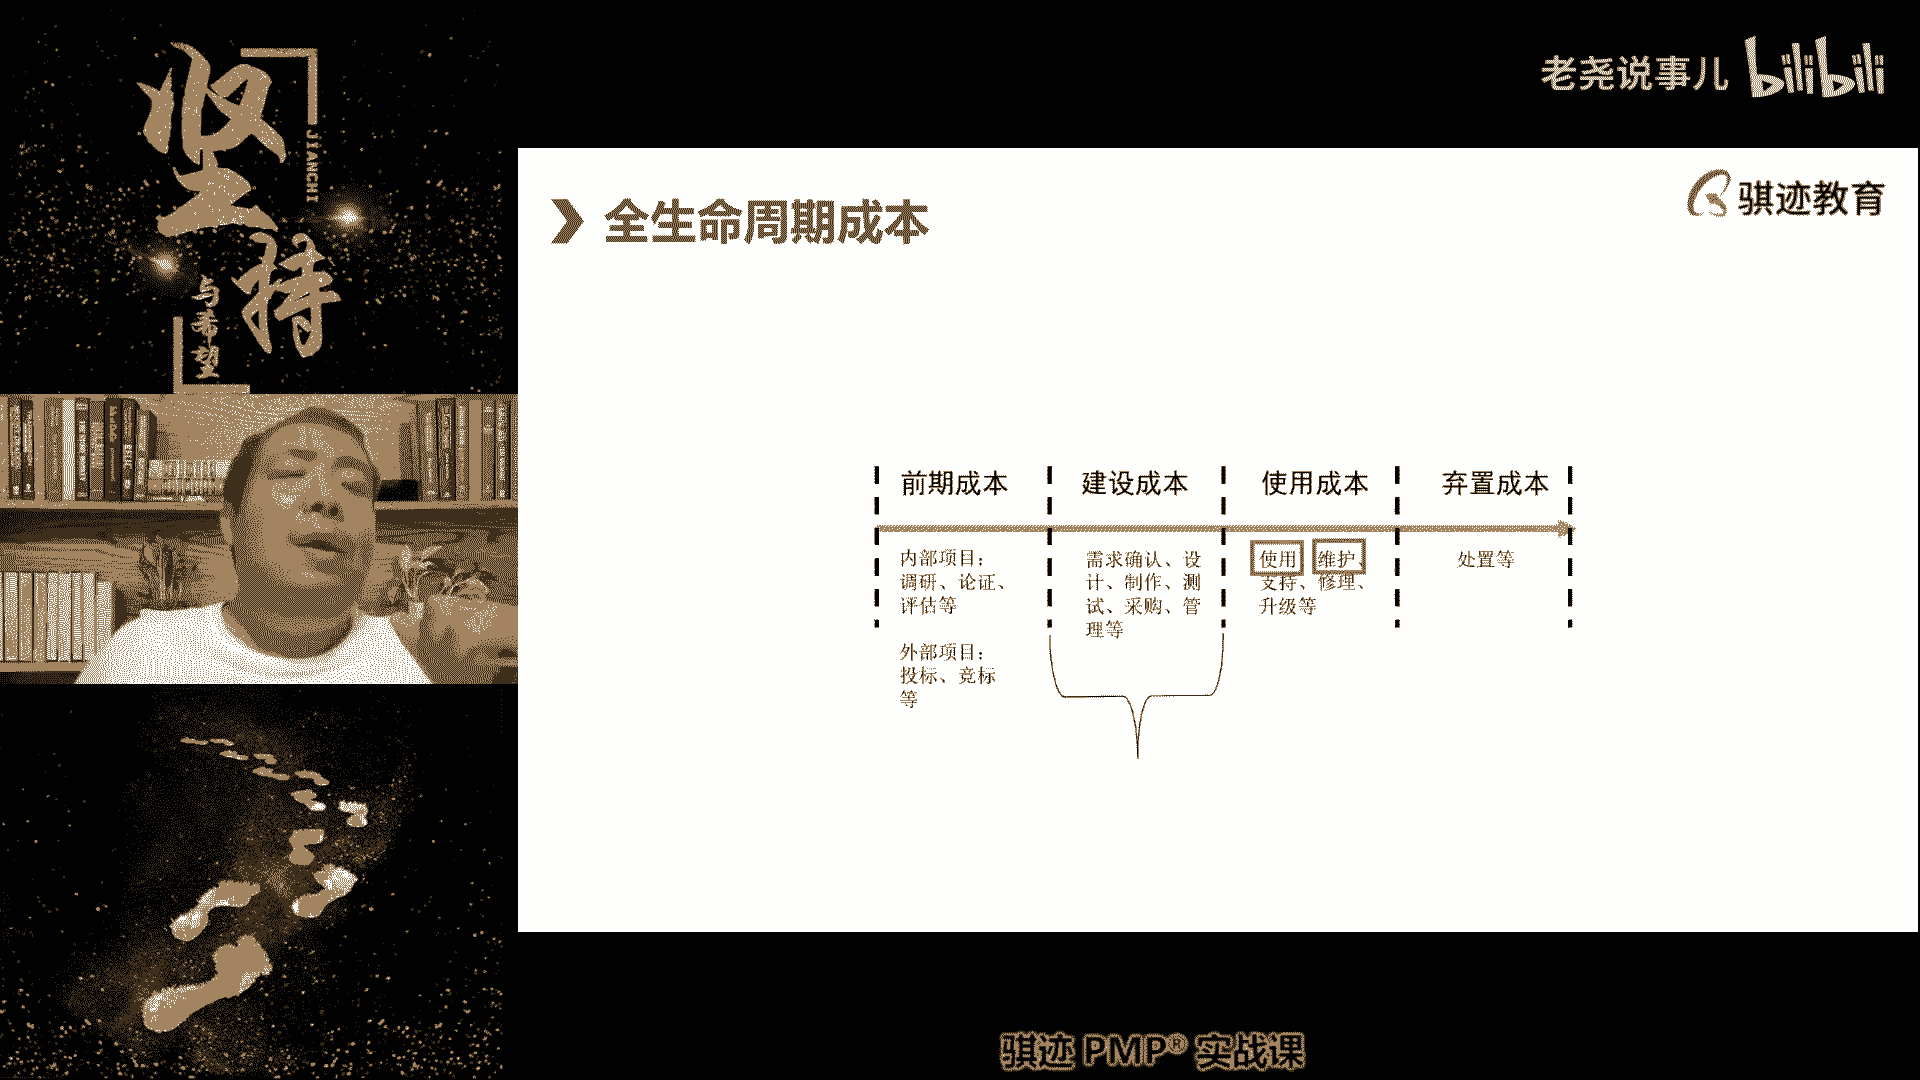 坚持
JIANCHI
与希望
老尧说事儿 bilibili
骐迹教育
全生命周期成本
前期成本
建设成本
使用成本
弃置成本
内部项目：
调研、论证、
评估等
外部项目：
投标、竞标
等
需求确认、设
计、制作、测
试、采购、管
理等
使用、维护、
支持、修理、
升级等
处置等
骐迹 PMP® 实战课